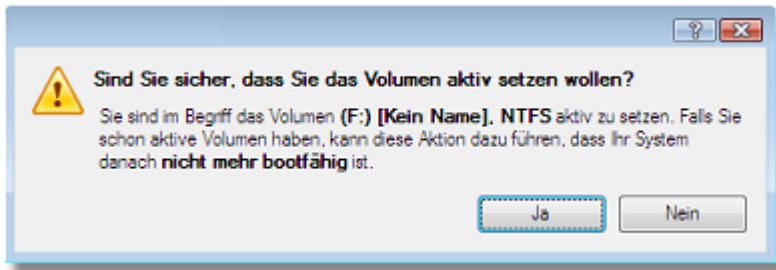 Sind Sie sicher, dass Sie das Volumen aktiv setzen wollen?
Sie sind im Begriff das Volumen (F:) [Kein Name], NTFS aktiv zu setzen. Falls Sie
schon aktive Volumen haben, kann diese Aktion dazu führen, dass Ihr System
danach nicht mehr bootfähig ist.
Ja Nein